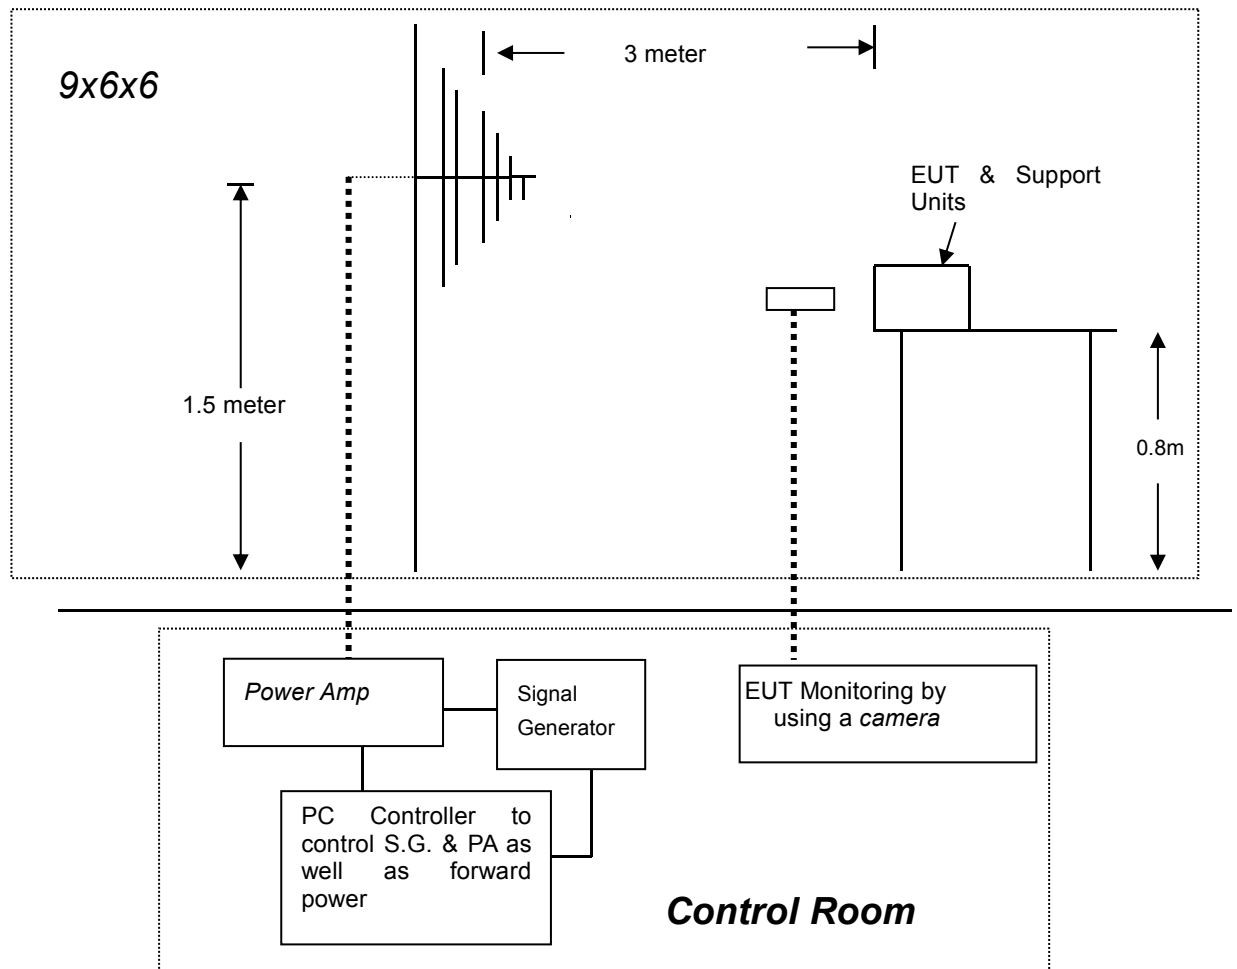 3 meter
9x6x6
EUT & Support
Units
1.5 meter
0.8m
Power Amp
Signal
Generator
EUT Monitoring by
using a camera
PC Controller to
control S.G. & PA as
well as forward
power
Control Room